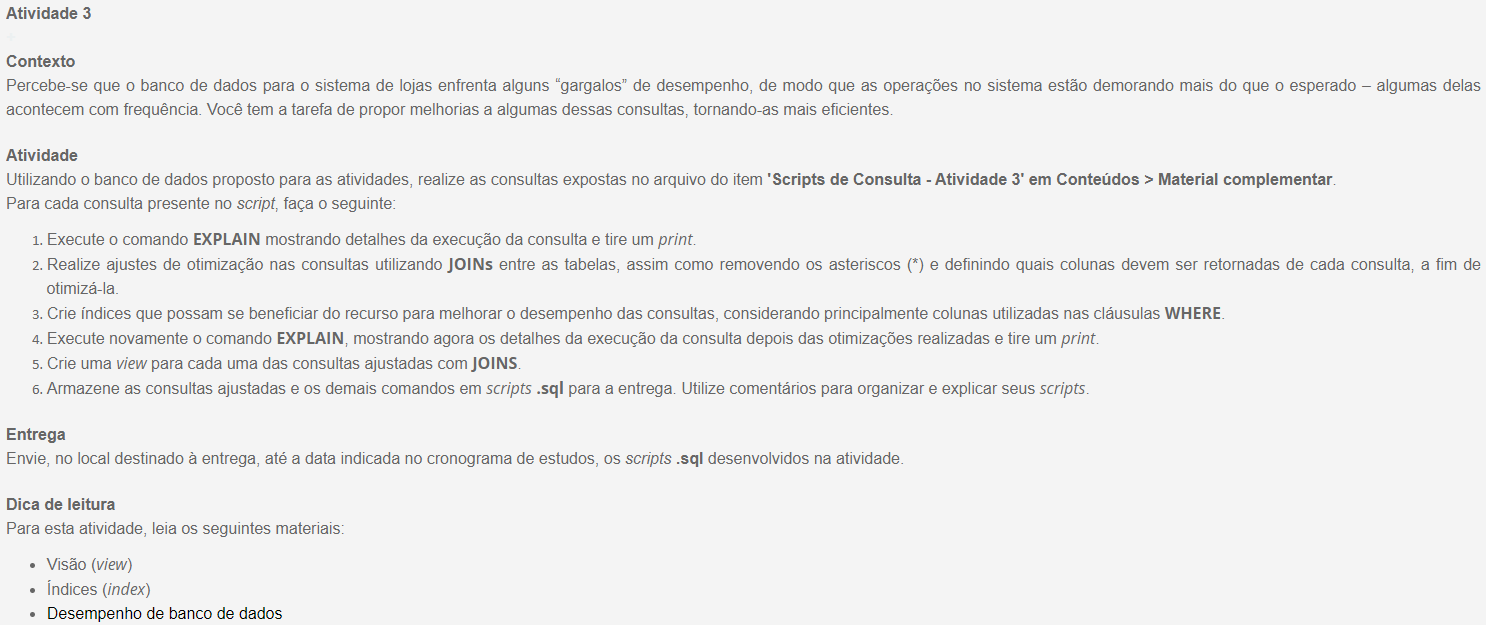 Atividade 3
Contexto
Percebe-se que o banco de dados para o sistema de lojas enfrenta alguns “gargalos” de desempenho, de modo que as operações no sistema estão demorando mais do que o esperado – algumas delas
acontecem com frequência. Você tem a tarefa de propor melhorias a algumas dessas consultas, tornando-as mais eficientes.
Atividade
Utilizando o banco de dados proposto para as atividades, realize as consultas expostas no arquivo do item 'Scripts de Consulta - Atividade 3' em Conteúdos > Material complementar.
Para cada consulta presente no script, faça o seguinte:
1. Execute o comando EXPLAIN mostrando detalhes da execução da consulta e tire um print.
2. Realize ajustes de otimização nas consultas utilizando JOINs entre as tabelas, assim como removendo os asteriscos (*) e definindo quais colunas devem ser retornadas de cada consulta, a fim de
otimizá-la.
3. Crie índices que possam se beneficiar do recurso para melhorar o desempenho das consultas, considerando principalmente colunas utilizadas nas cláusulas WHERE.
4. Execute novamente o comando EXPLAIN, mostrando agora os detalhes da execução da consulta depois das otimizações realizadas e tire um print.
5. Crie uma view para cada uma das consultas ajustadas com JOINS.
6. Armazene as consultas ajustadas e os demais comandos em scripts .sql para a entrega. Utilize comentários para organizar e explicar seus scripts.
Entrega
Envie, no local destinado à entrega, até a data indicada no cronograma de estudos, os scripts .sql desenvolvidos na atividade.
Dica de leitura
Para esta atividade, leia os seguintes materiais:
• Visão (view)
• Índices (index)
• Desempenho de banco de dados